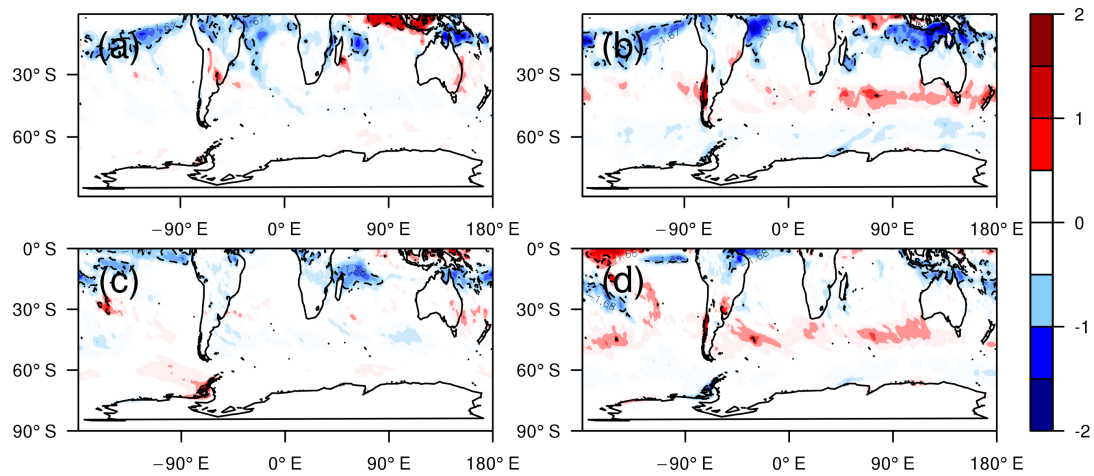 (a) (b) 2
30° S 30° S
1
60° S 60° S
−90° E 0° E 90° E 180° E −90° E 0° E 90° E 180° E 0
0° S 0° S
(c) (d)
30° S 30° S -1
60° S 60° S
90° S 90° S -2
−90° E 0° E 90° E 180° E −90° E 0° E 90° E 180° E